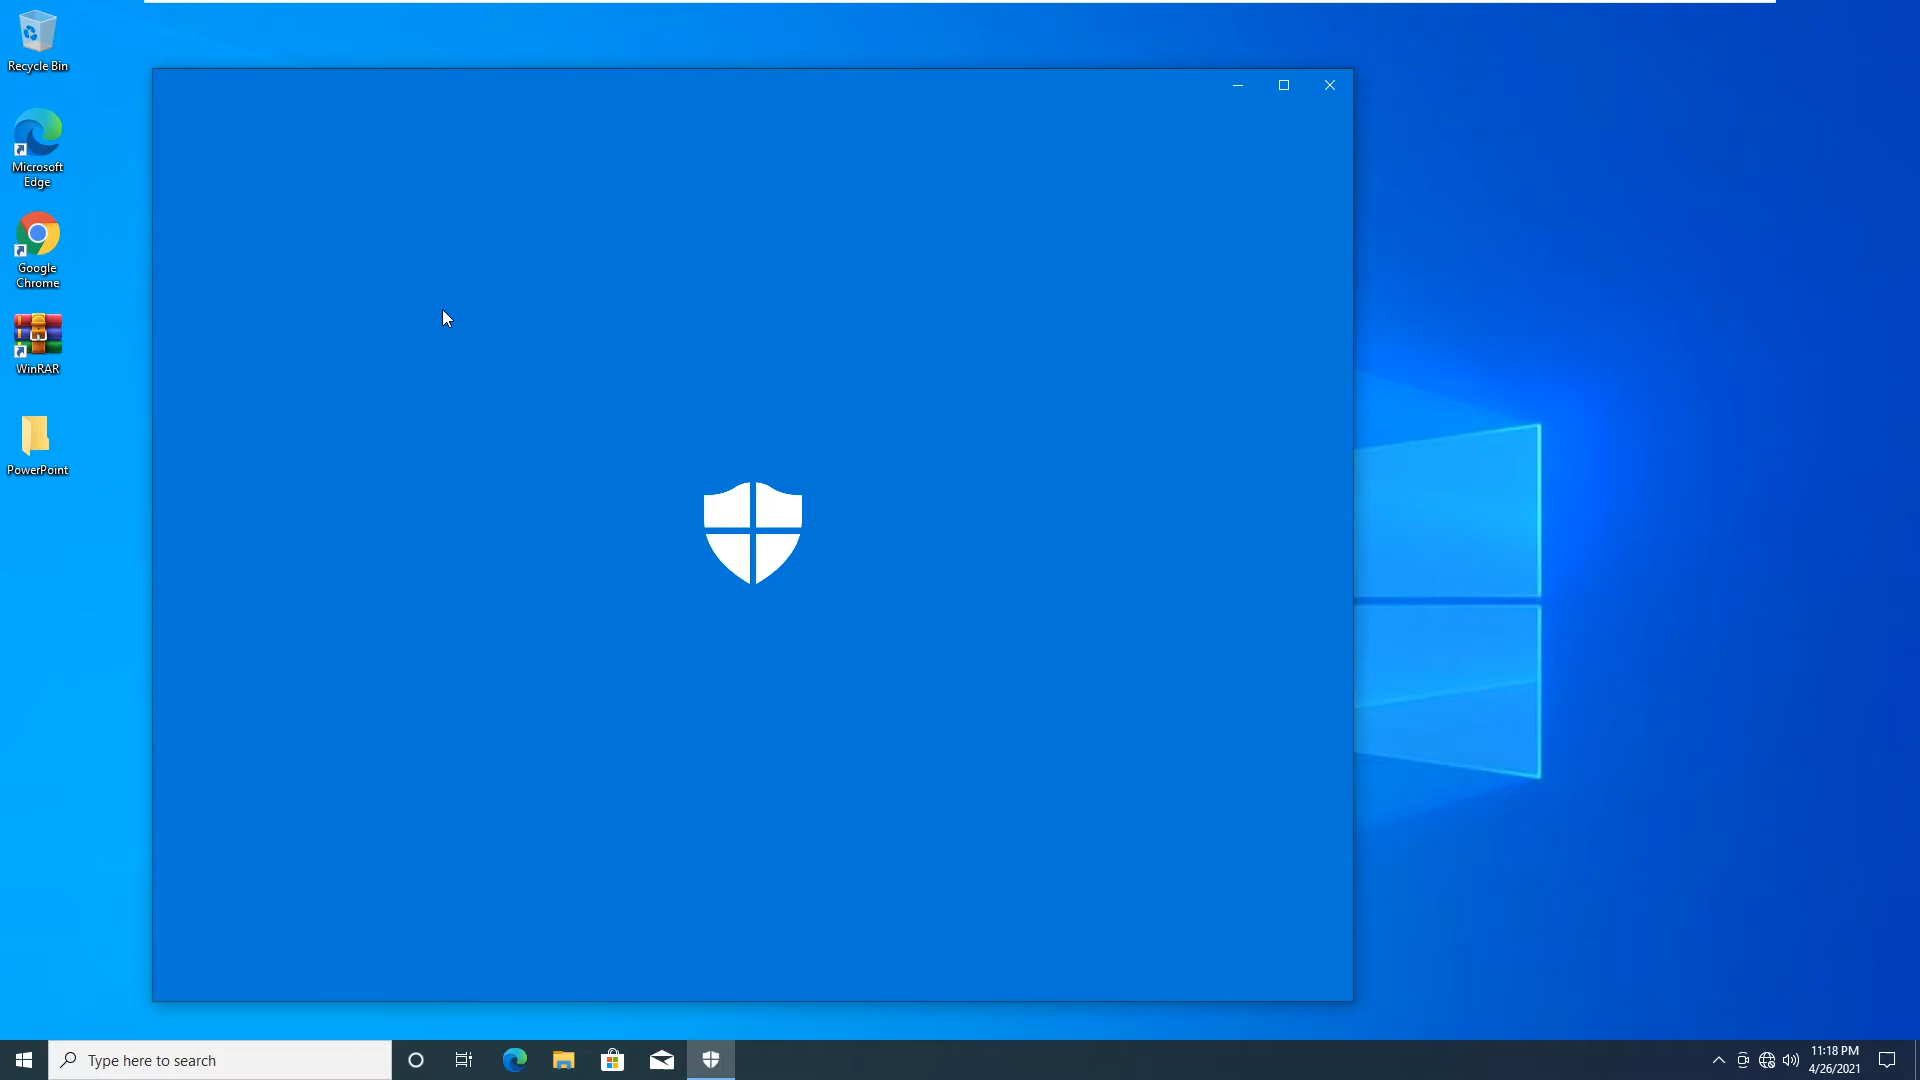 Recycle Bin
Microsoft
Edge
Google
Chrome
WinRAR
PowerPoint
Type here to search
11:18 PM
4/26/2021